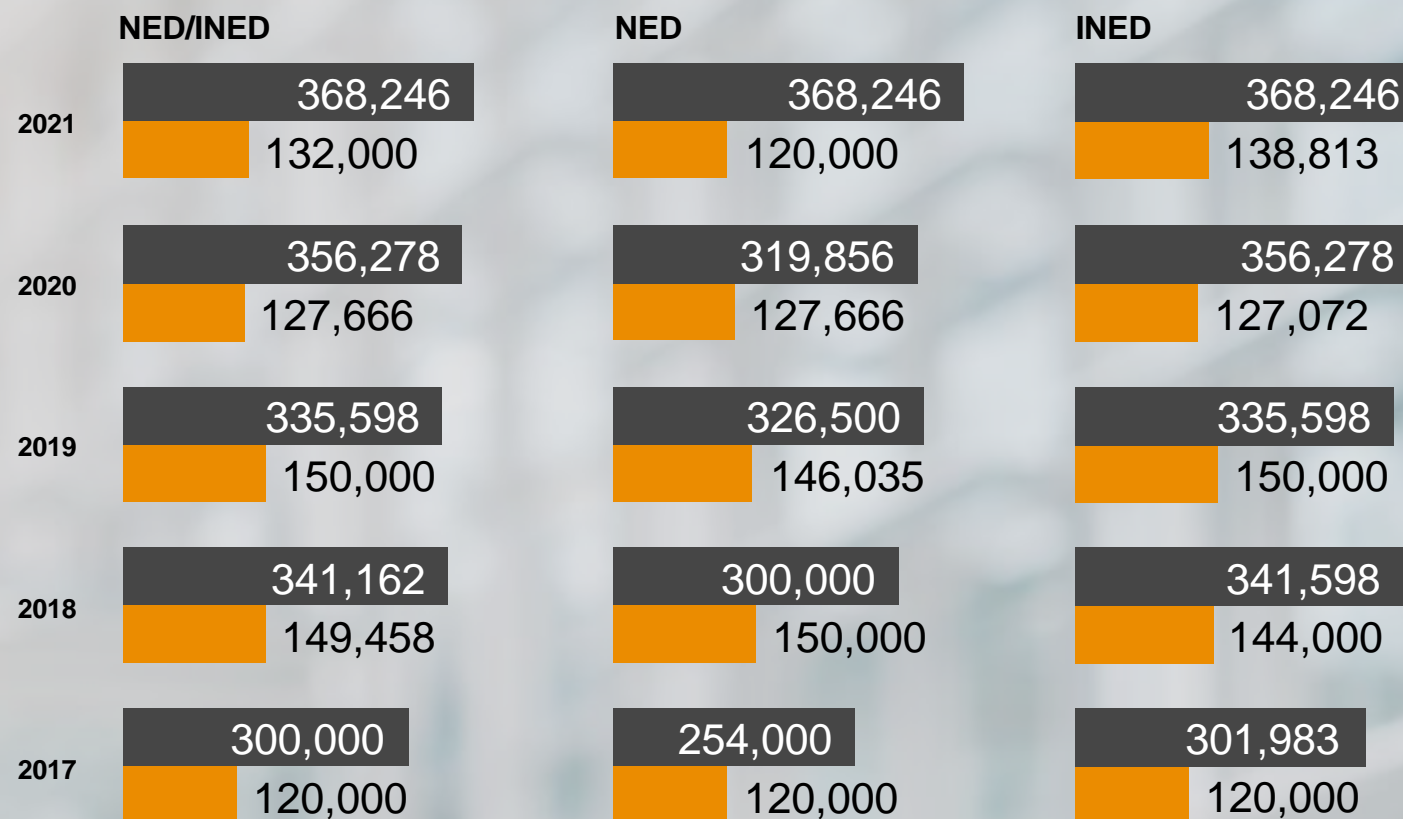 NED/INED NED INED
368,246 368,246 368,246
2021
132,000 120,000 138,813
356,278 319,856 356,278
2020
127,666 127,666 127,072
335,598 326,500 335,598
2019
150,000 146,035 150,000
341,162 300,000 341,598
2018
149,458 150,000 144,000
300,000 254,000 301,983
2017
120,000 120,000 120,000